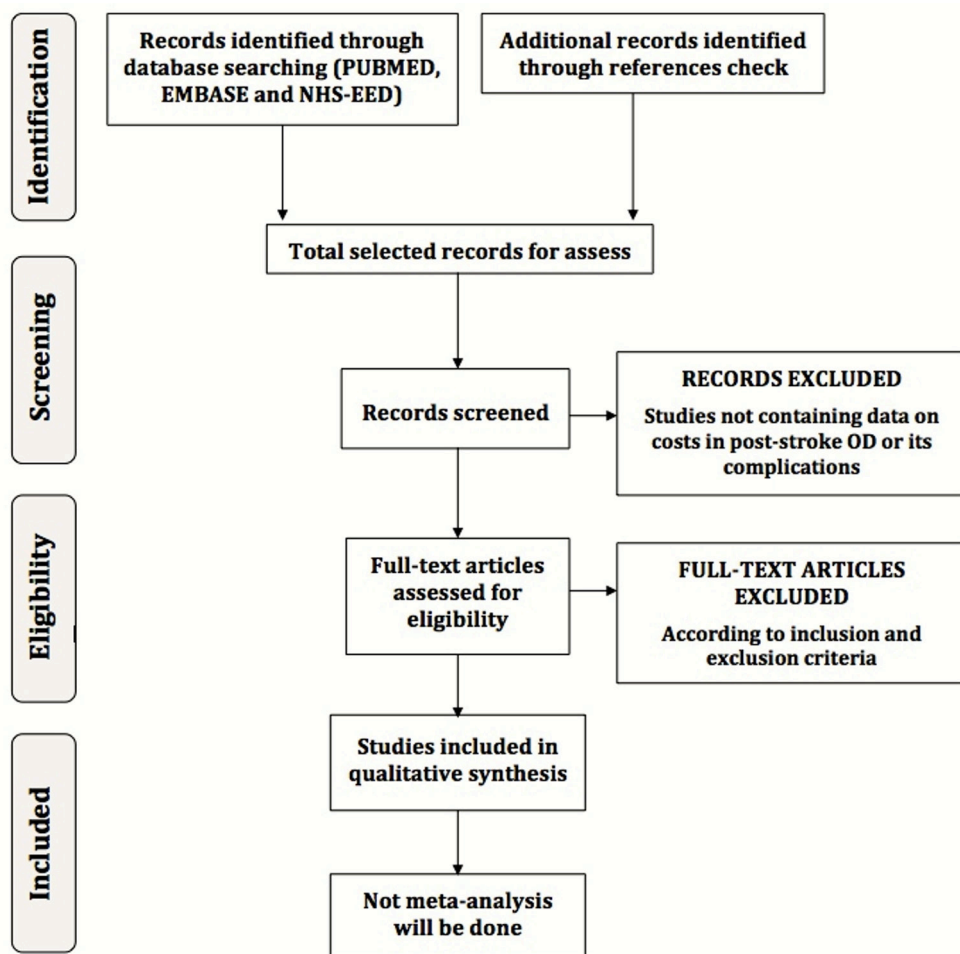 Identification
Records identified through
database searching (PUBMED,
EMBASE and NHS-EED)
Additional records identified
through references check
Total selected records for assess
Screening
Records screened
RECORDS EXCLUDED
Studies not containing data on
costs in post-stroke OD or its
complications
Eligibility
Full-text articles
assessed for
eligibility
FULL-TEXT ARTICLES
EXCLUDED
According to inclusion and
exclusion criteria
Included
Studies included in
qualitative synthesis
Not meta-analysis
will be done